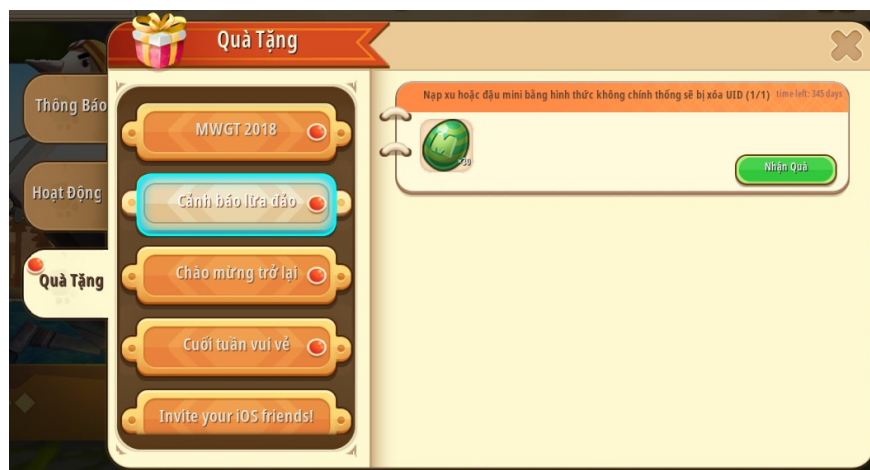 Quà Tặng
Thông Báo
Hoạt Động
Quà Tặng
MWGT 2018
Cảnh báo lừa đảo
Chào mừng trở lại
Cuối tuần vui vẻ
Invite your iOS friends!
Nạp xu hoặc đậu mini bằng hình thức không chính thống sẽ bị xóa UID (1/1) time left: 345 days
*30
Nhận Quà